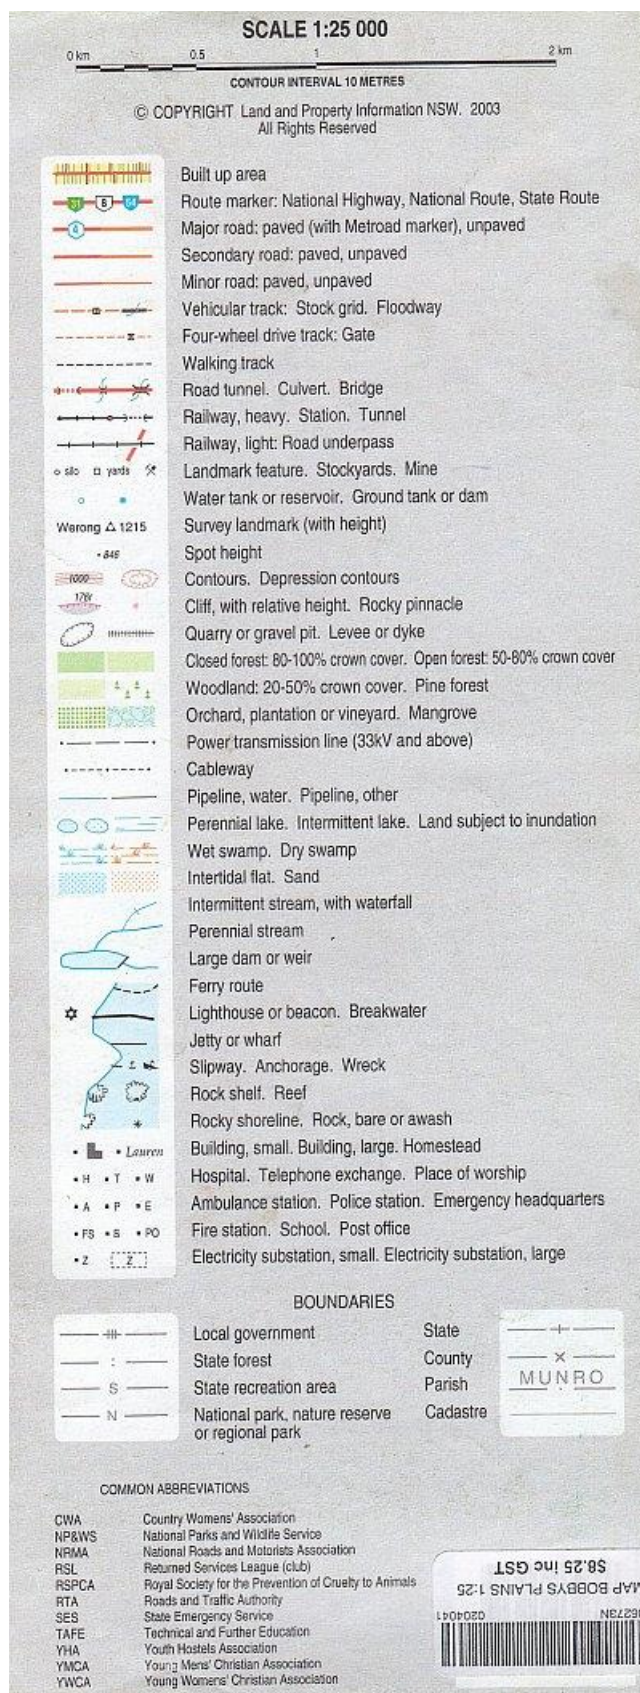 SCALE 1:25 000
0 km 0.5 1 2 km
CONTOUR INTERVAL 10 METRES
© COPYRIGHT Land and Property Information NSW. 2003
All Rights Reserved
Built up area
31 8 64 Route marker: National Highway, National Route, State Route
4 Major road: paved (with Metroad marker), unpaved
Secondary road: paved, unpaved
Minor road: paved, unpaved
Vehicular track: Stock grid. Floodway
Four-wheel drive track: Gate
Walking track
Road tunnel. Culvert. Bridge
Railway, heavy. Station. Tunnel
Railway, light: Road underpass
silo yards Landmark feature. Stockyards. Mine
Water tank or reservoir. Ground tank or dam
Werong 1215 Survey landmark (with height)
846 Spot height
1000 Contours. Depression contours
Cliff, with relative height. Rocky pinnacle
Quarry or gravel pit. Levee or dyke
Closed forest: 80-100% crown cover. Open forest: 50-80% crown cover
Woodland: 20-50% crown cover. Pine forest
Orchard, plantation or vineyard. Mangrove
Power transmission line (33kV and above)
Cableway
Pipeline, water. Pipeline, other
Perennial lake. Intermittent lake. Land subject to inundation
Wet swamp. Dry swamp
Intertidal flat. Sand
Intermittent stream, with waterfall
Perennial stream
Large dam or weir
Ferry route
Lighthouse or beacon. Breakwater
Jetty or wharf
Slipway. Anchorage. Wreck
Rock shelf. Reef
Rocky shoreline. Rock, bare or awash
Lauren Building, small. Building, large. Homestead
H T W Hospital. Telephone exchange. Place of worship
A P E Ambulance station. Police station. Emergency headquarters
FS S PO Fire station. School. Post office
Z Z Electricity substation, small. Electricity substation, large
BOUNDARIES
Local government State
State forest County
S State recreation area Parish MUNRO
N National park, nature reserve Cadastre
or regional park
COMMON ABBREVIATIONS
CWA Country Womens' Association
NP&WS National Parks and Wildlife Service
NRMA National Roads and Motorists Association
RSL Returned Services League (club)
RSPCA Royal Society for the Prevention of Cruelty to Animals
RTA Roads and Traffic Authority
SES State Emergency Service
TAFE Technical and Further Education
YHA Youth Hostels Association
YMCA Young Mens' Christian Association
YWCA Young Womens' Christian Association
0204041
MAP BOBBYS PLAINS 1:25
$8.25 inc GST